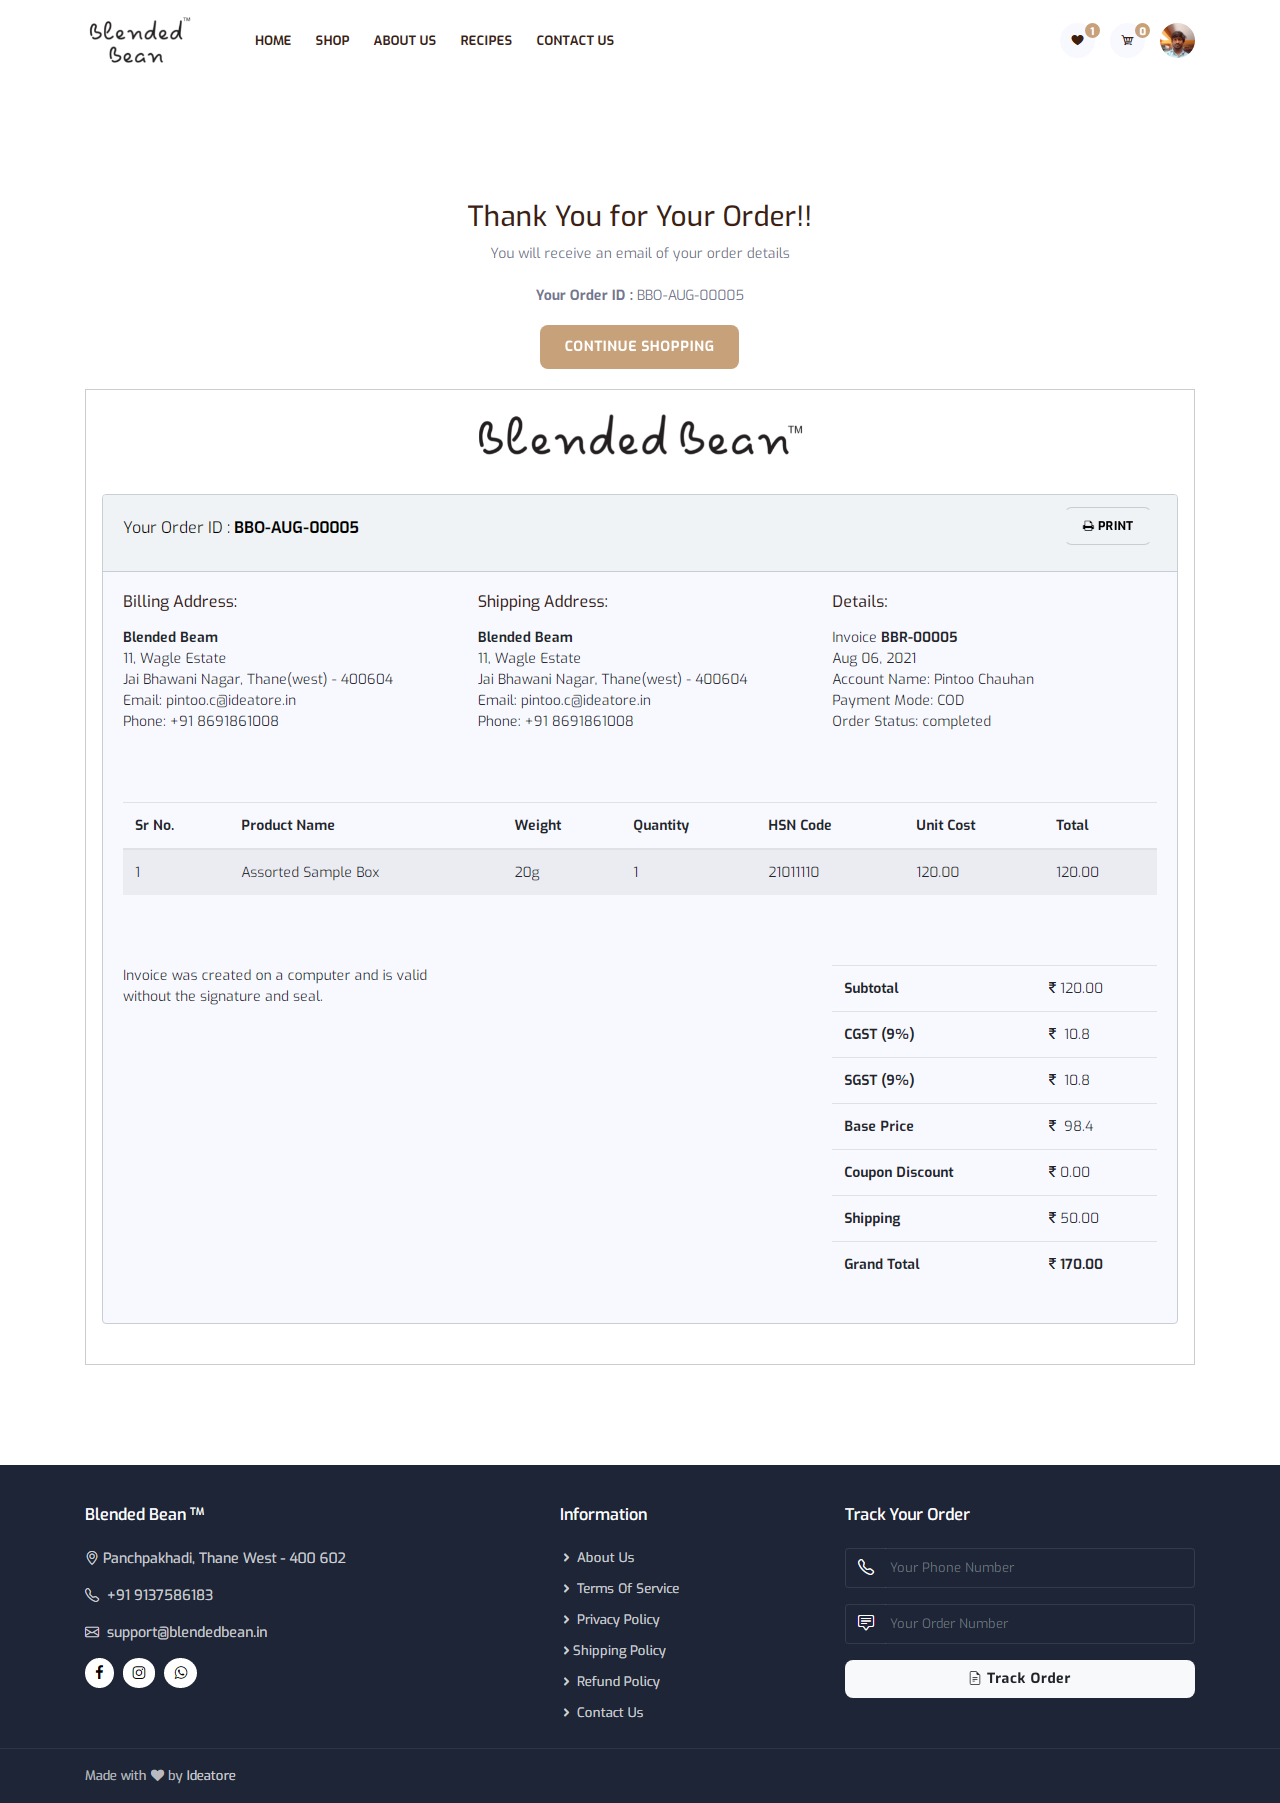 Blended™
Bean
HOME SHOP ABOUT US RECIPES CONTACT US 1 0
Thank You for Your Order!!
You will receive an email of your order details
Your Order ID : BBO-AUG-00005
CONTINUE SHOPPING
Blended Bean™
Your Order ID : BBO-AUG-00005 PRINT
Billing Address: Shipping Address: Details:
Blended Beam Blended Beam Invoice BBR-00005
11, Wagle Estate 11, Wagle Estate Aug 06, 2021
Jai Bhawani Nagar, Thane(west) - 400604 Jai Bhawani Nagar, Thane(west) - 400604 Account Name: Pintoo Chauhan
Email: pintoo.c@ideatore.in Email: pintoo.c@ideatore.in Payment Mode: COD
Phone: +91 8691861008 Phone: +91 8691861008 Order Status: completed
Sr No. Product Name Weight Quantity HSN Code Unit Cost Total
1 Assorted Sample Box 20g 1 21011110 120.00 120.00
Invoice was created on a computer and is valid
without the signature and seal.
Subtotal ₹ 120.00
CGST (9%) ₹ 10.8
SGST (9%) ₹ 10.8
Base Price ₹ 98.4
Coupon Discount ₹ 0.00
Shipping ₹ 50.00
Grand Total ₹ 170.00
Blended Bean ™
Panchpakhadi, Thane West - 400 602
+91 9137586183
support@blendedbean.in
Information
About Us
Terms Of Service
Privacy Policy
Shipping Policy
Refund Policy
Contact Us
Track Your Order
Your Phone Number
Your Order Number
Track Order
Made with ♥ by Ideatore